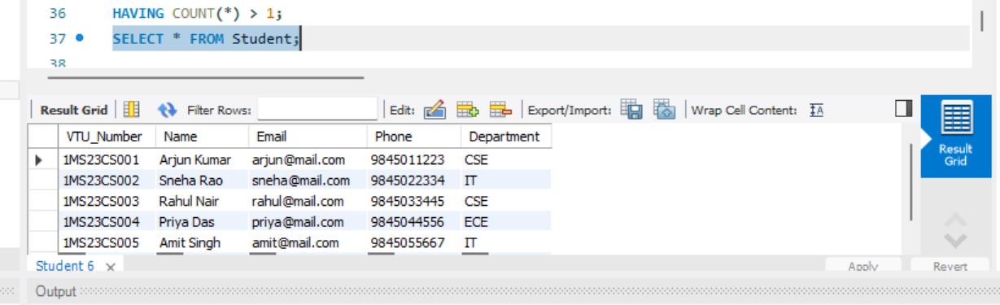 36 HAVING COUNT(*) > 1;
37 SELECT * FROM Student;
38
Result Grid Filter Rows: Edit: Export/Import: Wrap Cell Content: IA
VTU_Number Name Email Phone Department
1MS23CS001 Arjun Kumar arjun@mail.com 9845011223 CSE
1MS23CS002 Sneha Rao sneha@mail.com 9845022334 IT
1MS23CS003 Rahul Nair rahul@mail.com 9845033445 CSE
1MS23CS004 Priya Das priya@mail.com 9845044556 ECE
1MS23CS005 Amit Singh amit@mail.com 9845055667 IT
Result
Grid
Student 6 Apply Revert
Output